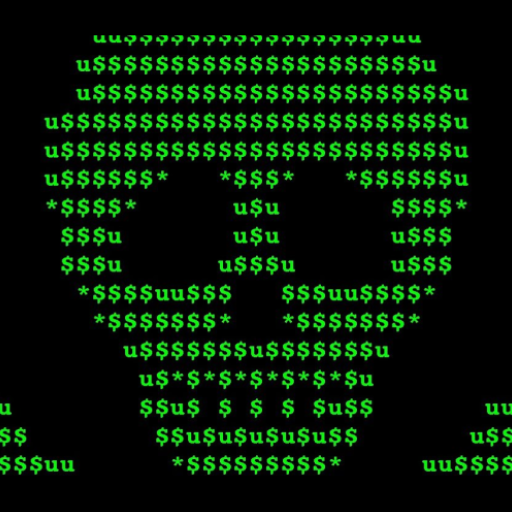 uu$$$$$$$$$$$$$$$$$uu
u$$$$$$$$$$$$$$$$$$$$$u
u$$$$$$$$$$$$$$$$$$$$$$$u
u$$$$$$$$$$$$$$$$$$$$$$$$$u
u$$$$$$$$$$$$$$$$$$$$$$$$$u
u$$$$$$* *$$$* *$$$$$$u
*$$$$* u$u $$$$*
$$$u u$u u$$$
$$$u u$$$u u$$$
*$$$$uu$$$ $$$uu$$$$*
*$$$$$$$* *$$$$$$$*
u$$$$$$$u$$$$$$$u
u$*$*$*$*$*$*$u
u $$u$ $ $ $ $u$$ uu
$$ $$u$u$u$u$u$$ u$$
$$$uu *$$$$$$$$$* uu$$$$